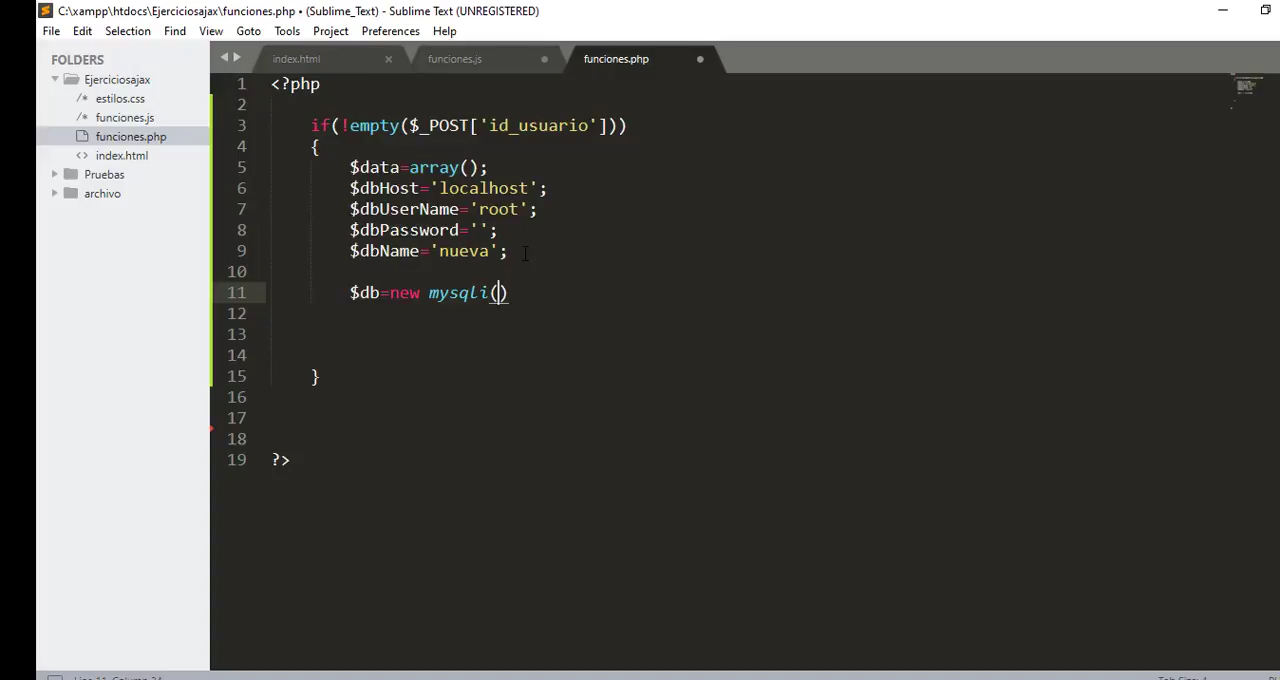 C:\xampp\htdocs\Ejerciciosajax\funciones.php • (Sublime_Text) - Sublime Text (UNREGISTERED)
File Edit Selection Find View Goto Tools Project Preferences Help
FOLDERS
Ejerciciosajax
estilos.css
funciones.js
funciones.php
index.html
Pruebas
archivo
index.html funciones.js funciones.php
1 <?php
2
3 if(!empty($_POST['id_usuario']))
4 {
5 $data=array();
6 $dbHost='localhost';
7 $dbUserName='root';
8 $dbPassword='';
9 $dbName='nueva';
10
11 $db=new mysqli()
12
13
14
15 }
16
17
18
19 ?>